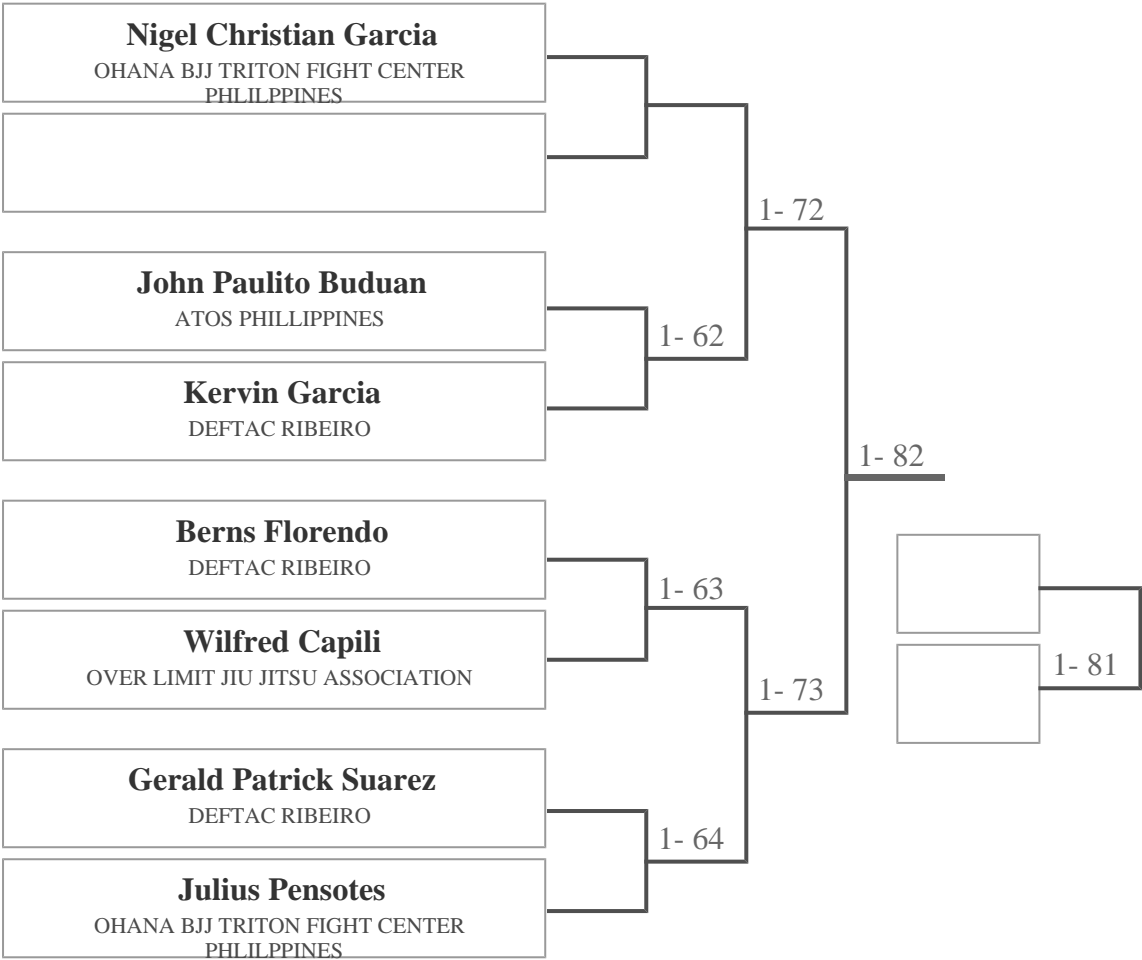 Nigel Christian Garcia
OHANA BJJ TRITON FIGHT CENTER
PHLILPPINES
1- 72
John Paulito Buduan
ATOS PHILLIPPINES
1- 62
Kervin Garcia
DEFTAC RIBEIRO
1- 82
Berns Florendo
DEFTAC RIBEIRO
1- 63
Wilfred Capili
OVER LIMIT JIU JITSU ASSOCIATION
1- 81
1- 73
Gerald Patrick Suarez
DEFTAC RIBEIRO
1- 64
Julius Pensotes
OHANA BJJ TRITON FIGHT CENTER
PHLILPPINES